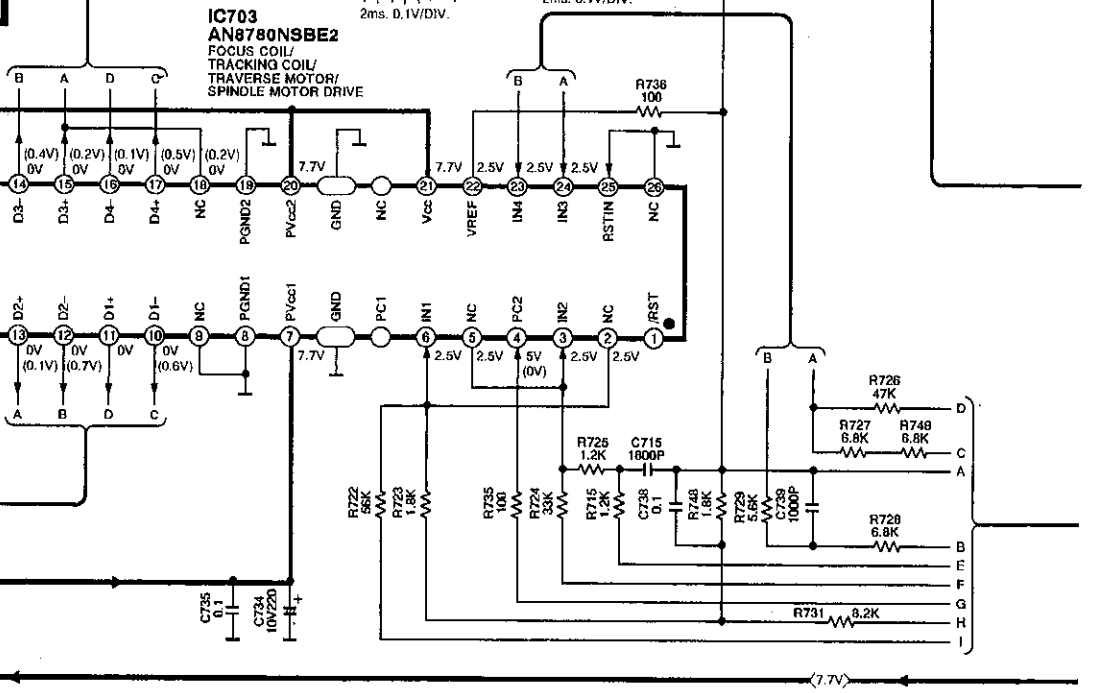 IC703
2ms. 0.1V/DIV.
AN8780NSBE2
FOCUS COIL/
TRACKING COIL/
TRAVERSE MOTOR/
SPINDLE MOTOR DRIVE
B A D C
B A
R736
100
(0.4V) (0.2V) (0.1V) (0.5V) (0.2V)
0V 0V 0V 0V 0V
7.7V 7.7V 2.5V 2.5V 2.5V
14 15 16 17 18 19 20 21 22 23 24 25 26
D3- D3+ D4- D4+ NC PGND2 PVcc2 GND NC Vcc VREF IN4 IN3 RSTIN NC
D2+ D2- D1+ D1- NC PGND1 PVcc1 GND PC1 IN1 NC PC2 IN2 NC /RST
13 12 11 10 9 8 7 6 5 4 3 2 1
0V 0V 0V 0V 7.7V 2.5V 2.5V 5V 2.5V 2.5V
(0.1V) (0.7V) (0.6V) (0V)
A B D C
B A
R726
47K
D
R727 R749
6.8K 6.8K
C
R725 C715
1.2K 1800P
A
R722
56K
R723
1.8K
R735
100
R724
33K
R715
1.2K
C738
0.1
R748
1.8K
R729
5.6K
C739
1000P
R728
6.8K
B
E
F
G
R731 8.2K
H
I
C735
0.1
C734
10V220
+
(7.7V)